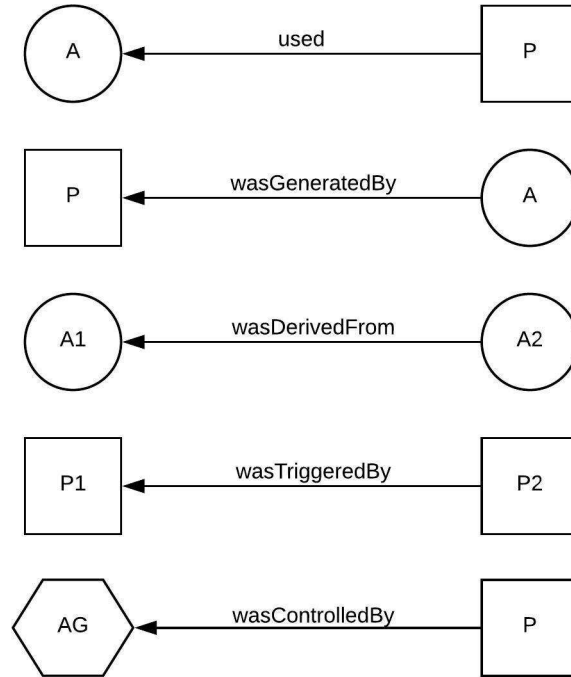 A used P
P wasGeneratedBy A
A1 wasDerivedFrom A2
P1 wasTriggeredBy P2
AG wasControlledBy P